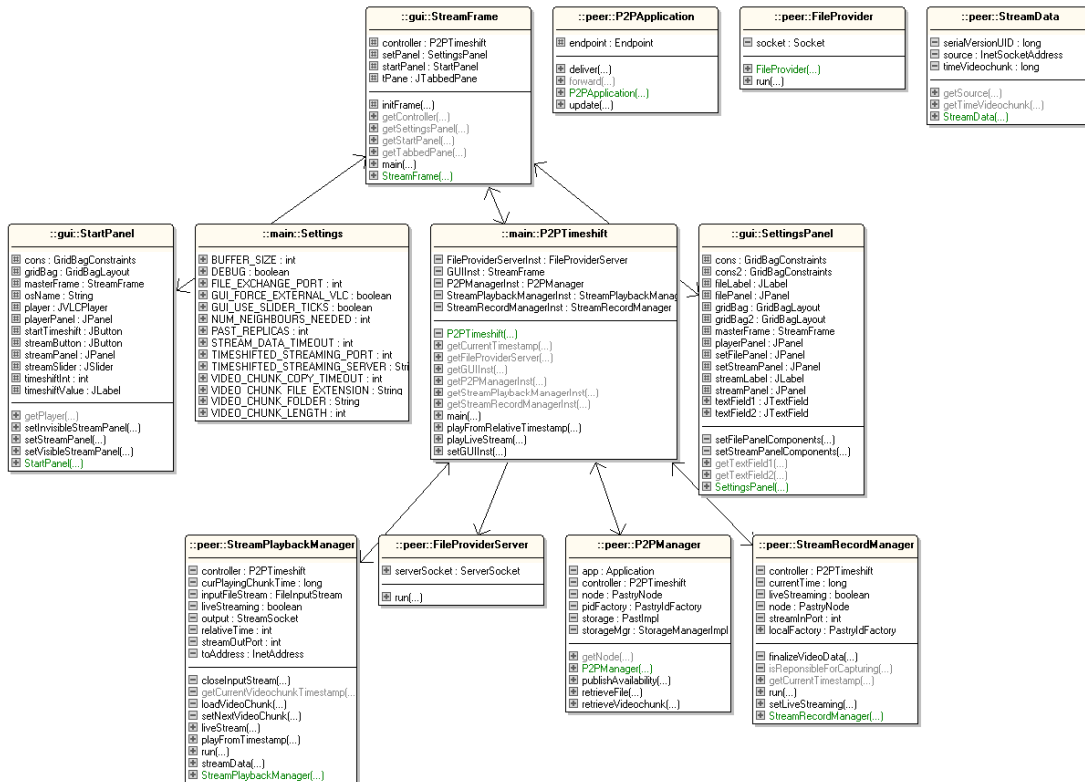 ::gui::StreamFrame
controller : P2PTimeshift
setPanel : SettingsPanel
startPanel : StartPanel
tPane : JTabbedPane
initFrame(...)
getController(...)
getSettingsPanel(...)
getStartPanel(...)
getTabbedPane(...)
main(...)
StreamFrame(...)
::peer::P2PApplication
endpoint : Endpoint
deliver(...)
forward(...)
P2PApplication(...)
update(...)
::peer::FileProvider
socket : Socket
FileProvider(...)
run(...)
::peer::StreamData
serialVersionUID : long
source : InetSocketAddress
timeVideochunk : long
getSource(...)
getTimeVideochunk(...)
StreamData(...)
::gui::StartPanel
cons : GridBagConstraints
gridBag : GridBagLayout
masterFrame : StreamFrame
osName : String
player : JVLCPlayer
playerPanel : JPanel
startTimeshift : JButton
streamButton : JButton
streamPanel : JPanel
streamSlider : JSlider
timeshiftInt : int
timeshiftValue : JLabel
getPlayer(...)
setInvisibleStreamPanel(...)
setStreamPanel(...)
setVisibleStreamPanel(...)
StartPanel(...)
::main::Settings
BUFFER_SIZE : int
DEBUG : boolean
FILE_EXCHANGE_PORT : int
GUI_FORCE_EXTERNAL_VLC : boolean
GUI_USE_SLIDER_TICKS : boolean
NUM_NEIGHBOURS_NEEDED : int
PAST_REPLICAS : int
STREAM_DATA_TIMEOUT : int
TIMESHIFTED_STREAMING_PORT : int
TIMESHIFTED_STREAMING_SERVER : Stri
VIDEO_CHUNK_COPY_TIMEOUT : int
VIDEO_CHUNK_FILE_EXTENSION : String
VIDEO_CHUNK_FOLDER : String
VIDEO_CHUNK_LENGTH : int
::main::P2PTimeshift
FileProviderServerInst : FileProviderServer
GUIInst : StreamFrame
P2PManagerInst : P2PManager
StreamPlaybackManagerInst : StreamPlaybackManag
StreamRecordManagerInst : StreamRecordManager
P2PTimeshift(...)
getCurrentTimestamp(...)
getFileProviderServer(...)
getGUIInst(...)
getP2PManagerInst(...)
getStreamPlaybackManagerInst(...)
getStreamRecordManagerInst(...)
main(...)
playFromRelativeTimestamp(...)
playLiveStream(...)
setGUIInst(...)
::gui::SettingsPanel
cons : GridBagConstraints
cons2 : GridBagConstraints
fileLabel : JLabel
filePanel : JPanel
gridBag : GridBagLayout
gridBag2 : GridBagLayout
masterFrame : StreamFrame
playerPanel : JPanel
setFilePanel : JPanel
setStreamPanel : JPanel
streamLabel : JLabel
streamPanel : JPanel
textField1 : JTextField
textField2 : JTextField
setFilePanelComponents(...)
setStreamPanelComponents(...)
getTextField1(...)
getTextField2(...)
SettingsPanel(...)
::peer::StreamPlaybackManager
controller : P2PTimeshift
curPlayingChunkTime : long
inputFileStream : FileInputStream
liveStreaming : boolean
output : StreamSocket
relativeTime : int
streamOutPort : int
toAddress : InetAddress
closeInputStream(...)
getCurrentVideochunkTimestamp(...
loadVideoChunk(...)
setNextVideoChunk(...)
liveStream(...)
playFromTimestamp(...)
run(...)
streamData(...)
StreamPlaybackManager(...)
::peer::FileProviderServer
serverSocket : ServerSocket
run(...)
::peer::P2PManager
app : Application
controller : P2PTimeshift
node : PastryNode
pidFactory : PastryIdFactory
storage : PastImpl
storageMgr : StorageManagerImpl
getNode(...)
P2PManager(...)
publishAvailability(...)
retrieveFile(...)
retrieveVideochunk(...)
::peer::StreamRecordManager
controller : P2PTimeshift
currentTime : long
liveStreaming : boolean
node : PastryNode
streamInPort : int
localFactory : PastryIdFactory
finalizeVideoData(...)
isReponsibleForCapturing(...)
getCurrentTimestamp(...)
run(...)
setLiveStreaming(...)
StreamRecordManager(...)